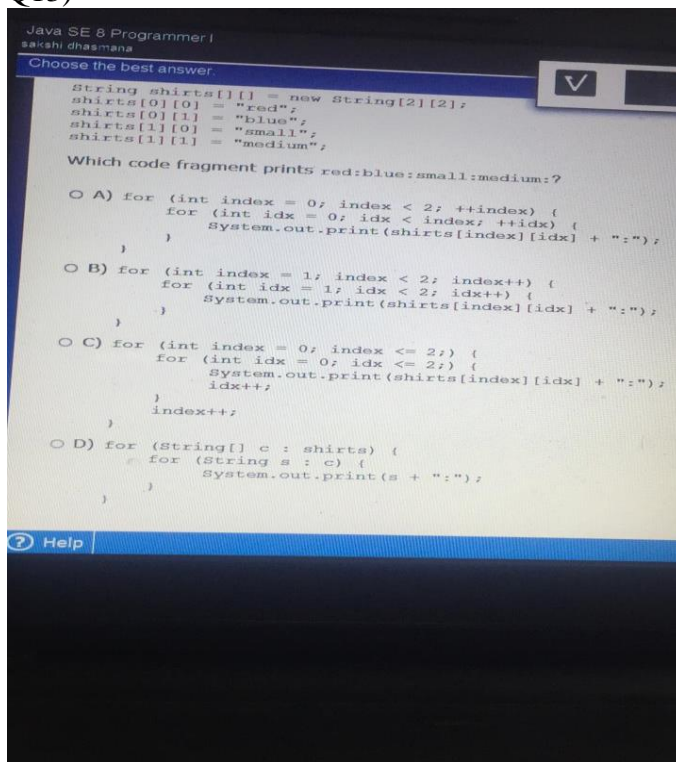 Java SE 8 Programmer I
sakshi dhasmana
Choose the best answer.
String shirts[][] = new String[2][2];
shirts[0][0] = "red";
shirts[0][1] = "blue";
shirts[1][0] = "small";
shirts[1][1] = "medium";
Which code fragment prints red:blue:small:medium:?
A) for (int index = 0; index < 2; ++index) {
for (int idx = 0; idx < index; ++idx) {
System.out.print(shirts[index][idx] + ":");
}
}
B) for (int index = 1; index < 2; index++) {
for (int idx = 1; idx < 2; idx++) {
System.out.print(shirts[index][idx] + ":");
}
}
C) for (int index = 0; index <= 2;) {
for (int idx = 0; idx <= 2;) {
System.out.print(shirts[index][idx] + ":");
idx++;
}
index++;
}
D) for (String[] c : shirts) {
for (String s : c) {
System.out.print(s + ":");
}
}
? Help